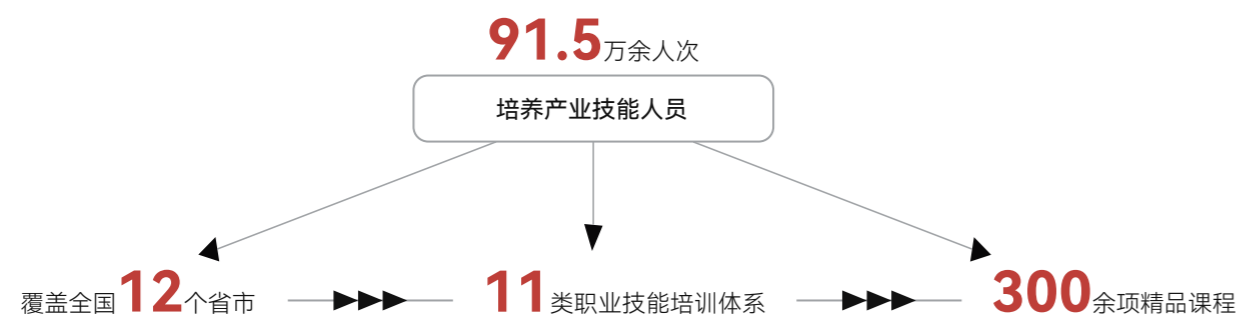 91.5万余人次
培养产业技能人员
覆盖全国12个省市
11类职业技能培训体系
300余项精品课程